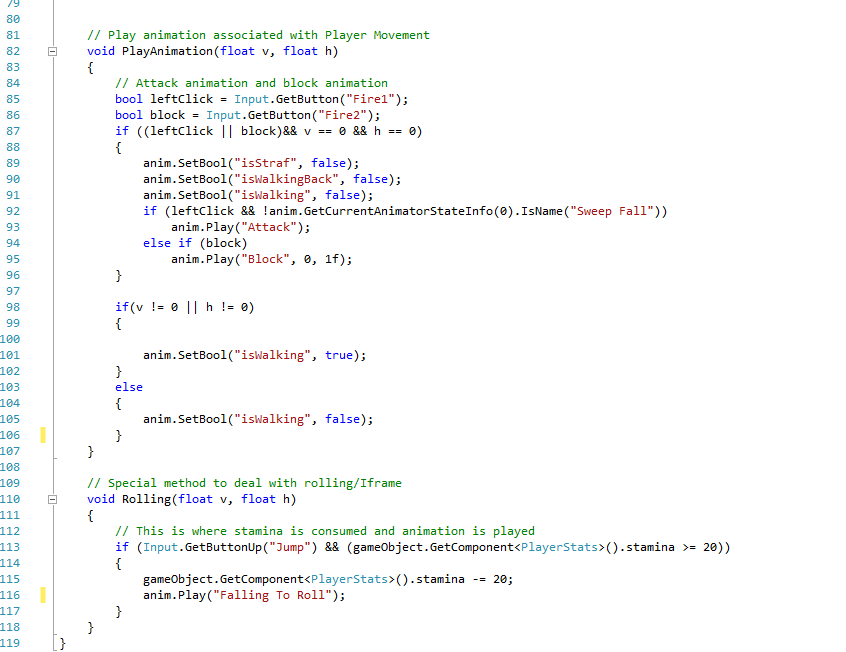 79
80
81 // Play animation associated with Player Movement
82 void PlayAnimation(float v, float h)
83 {
84 // Attack animation and block animation
85 bool leftClick = Input.GetButton("Fire1");
86 bool block = Input.GetButton("Fire2");
87 if ((leftClick || block)&& v == 0 && h == 0)
88 {
89 anim.SetBool("isStraf", false);
90 anim.SetBool("isWalkingBack", false);
91 anim.SetBool("isWalking", false);
92 if (leftClick && !anim.GetCurrentAnimatorStateInfo(0).IsName("Sweep Fall"))
93 anim.Play("Attack");
94 else if (block)
95 anim.Play("Block", 0, 1f);
96 }
97
98 if(v != 0 || h != 0)
99 {
100
101 anim.SetBool("isWalking", true);
102 }
103 else
104 {
105 anim.SetBool("isWalking", false);
106 }
107 }
108
109 // Special method to deal with rolling/Iframe
110 void Rolling(float v, float h)
111 {
112 // This is where stamina is consumed and animation is played
113 if (Input.GetButtonUp("Jump") && (gameObject.GetComponent<PlayerStats>().stamina >= 20))
114 {
115 gameObject.GetComponent<PlayerStats>().stamina -= 20;
116 anim.Play("Falling To Roll");
117 }
118 }
119 }